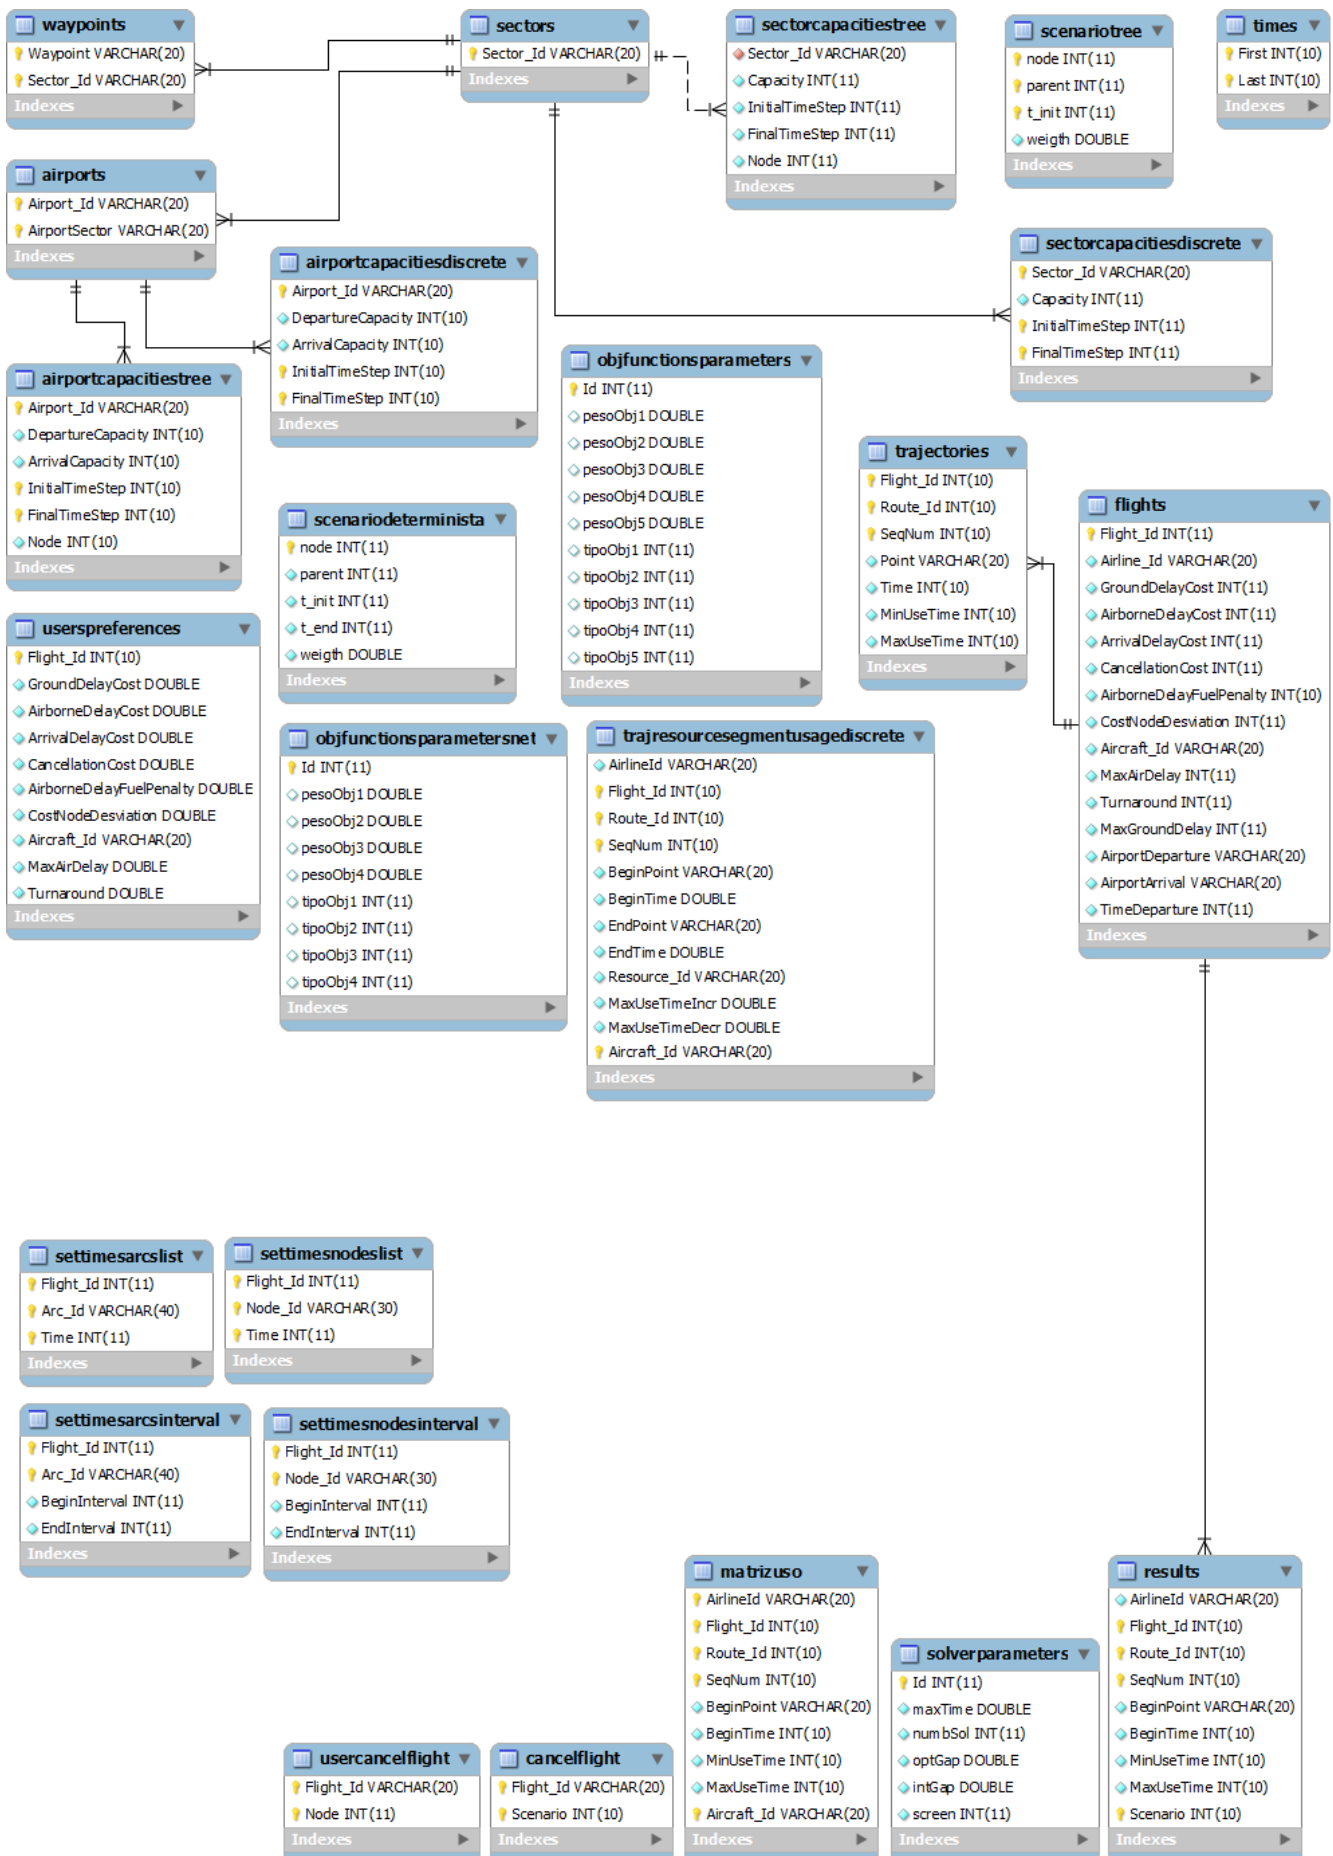 waypoints
Waypoint VARCHAR(20)
Sector_Id VARCHAR(20)
Indexes
sectors
Sector_Id VARCHAR(20)
Indexes
sectorcapacitiestree
Sector_Id VARCHAR(20)
Capacity INT(11)
InitialTimeStep INT(11)
FinalTimeStep INT(11)
Node INT(11)
Indexes
scenariotree
node INT(11)
parent INT(11)
t_init INT(11)
weigth DOUBLE
Indexes
times
First INT(10)
Last INT(10)
Indexes
airports
Airport_Id VARCHAR(20)
AirportSector VARCHAR(20)
Indexes
airportcapacitiesdiscrete
Airport_Id VARCHAR(20)
DepartureCapacity INT(10)
ArrivalCapacity INT(10)
InitialTimeStep INT(10)
FinalTimeStep INT(10)
Indexes
sectorcapacitiesdiscrete
Sector_Id VARCHAR(20)
Capacity INT(11)
InitialTimeStep INT(11)
FinalTimeStep INT(11)
Indexes
airportcapacitiestree
Airport_Id VARCHAR(20)
DepartureCapacity INT(10)
ArrivalCapacity INT(10)
InitialTimeStep INT(10)
FinalTimeStep INT(10)
Node INT(10)
Indexes
objfunctionsparameters
Id INT(11)
pesoObj1 DOUBLE
pesoObj2 DOUBLE
pesoObj3 DOUBLE
pesoObj4 DOUBLE
pesoObj5 DOUBLE
tipoObj1 INT(11)
tipoObj2 INT(11)
tipoObj3 INT(11)
tipoObj4 INT(11)
tipoObj5 INT(11)
Indexes
trajectories
Flight_Id INT(10)
Route_Id INT(10)
SeqNum INT(10)
Point VARCHAR(20)
Time INT(10)
MinUseTime INT(10)
MaxUseTime INT(10)
Indexes
flights
Flight_Id INT(11)
Airline_Id VARCHAR(20)
GroundDelayCost INT(11)
AirborneDelayCost INT(11)
ArrivalDelayCost INT(11)
CancellationCost INT(11)
AirborneDelayFuelPenalty INT(10)
CostNodeDesviation INT(11)
Aircraft_Id VARCHAR(20)
MaxAirDelay INT(11)
Turnaround INT(11)
MaxGroundDelay INT(11)
AirportDeparture VARCHAR(20)
AirportArrival VARCHAR(20)
TimeDeparture INT(11)
Indexes
scenariodeterminista
node INT(11)
parent INT(11)
t_init INT(11)
t_end INT(11)
weigth DOUBLE
Indexes
userspreferences
Flight_Id INT(10)
GroundDelayCost DOUBLE
AirborneDelayCost DOUBLE
ArrivalDelayCost DOUBLE
CancellationCost DOUBLE
AirborneDelayFuelPenalty DOUBLE
CostNodeDesviation DOUBLE
Aircraft_Id VARCHAR(20)
MaxAirDelay DOUBLE
Turnaround DOUBLE
Indexes
objfunctionsparametersnet
Id INT(11)
pesoObj1 DOUBLE
pesoObj2 DOUBLE
pesoObj3 DOUBLE
pesoObj4 DOUBLE
tipoObj1 INT(11)
tipoObj2 INT(11)
tipoObj3 INT(11)
tipoObj4 INT(11)
Indexes
trajresourcesegmentusagediscrete
AirlineId VARCHAR(20)
Flight_Id INT(10)
Route_Id INT(10)
SeqNum INT(10)
BeginPoint VARCHAR(20)
BeginTime DOUBLE
EndPoint VARCHAR(20)
EndTime DOUBLE
Resource_Id VARCHAR(20)
MaxUseTimeIncr DOUBLE
MaxUseTimeDecr DOUBLE
Aircraft_Id VARCHAR(20)
Indexes
settimesarcslist
Flight_Id INT(11)
Arc_Id VARCHAR(40)
Time INT(11)
Indexes
settimesnodeslist
Flight_Id INT(11)
Node_Id VARCHAR(30)
Time INT(11)
Indexes
settimesarcsinterval
Flight_Id INT(11)
Arc_Id VARCHAR(40)
BeginInterval INT(11)
EndInterval INT(11)
Indexes
settimesnodesinterval
Flight_Id INT(11)
Node_Id VARCHAR(30)
BeginInterval INT(11)
EndInterval INT(11)
Indexes
usercancelflight
Flight_Id VARCHAR(20)
Node INT(11)
Indexes
cancelflight
Flight_Id VARCHAR(20)
Scenario INT(10)
Indexes
matrizuso
AirlineId VARCHAR(20)
Flight_Id INT(10)
Route_Id INT(10)
SeqNum INT(10)
BeginPoint VARCHAR(20)
BeginTime INT(10)
MinUseTime INT(10)
MaxUseTime INT(10)
Aircraft_Id VARCHAR(20)
Indexes
solverparameters
Id INT(11)
maxTime DOUBLE
numbSol INT(11)
optGap DOUBLE
intGap DOUBLE
screen INT(11)
Indexes
results
AirlineId VARCHAR(20)
Flight_Id INT(10)
Route_Id INT(10)
SeqNum INT(10)
BeginPoint VARCHAR(20)
BeginTime INT(10)
MinUseTime INT(10)
MaxUseTime INT(10)
Scenario INT(10)
Indexes